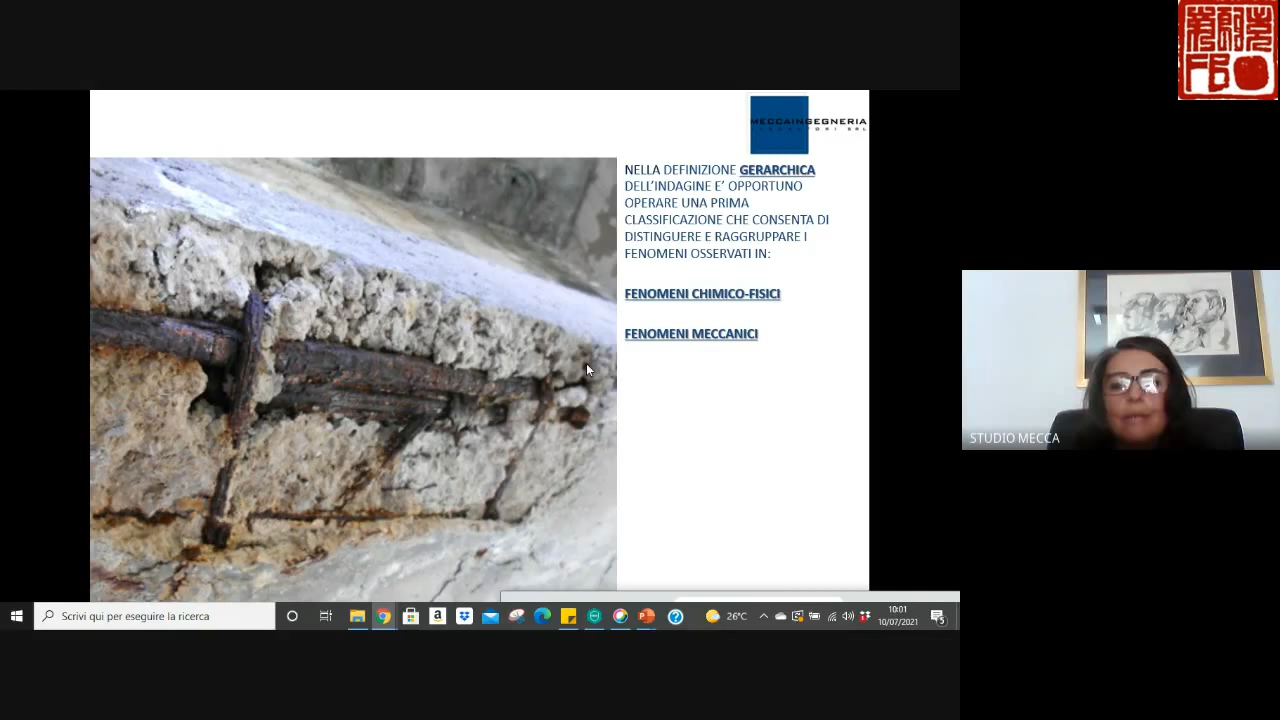 MECCAINGEGNERIA
NELLA DEFINIZIONE GERARCHICA
DELL'INDAGINE E' OPPORTUNO
OPERARE UNA PRIMA
CLASSIFICAZIONE CHE CONSENTA DI
DISTINGUERE E RAGGRUPPARE I
FENOMENI OSSERVATI IN:
FENOMENI CHIMICO-FISICI
FENOMENI MECCANICI
STUDIO MECCA
Scrivi qui per eseguire la ricerca
26°C
10:01
10/07/2021
5